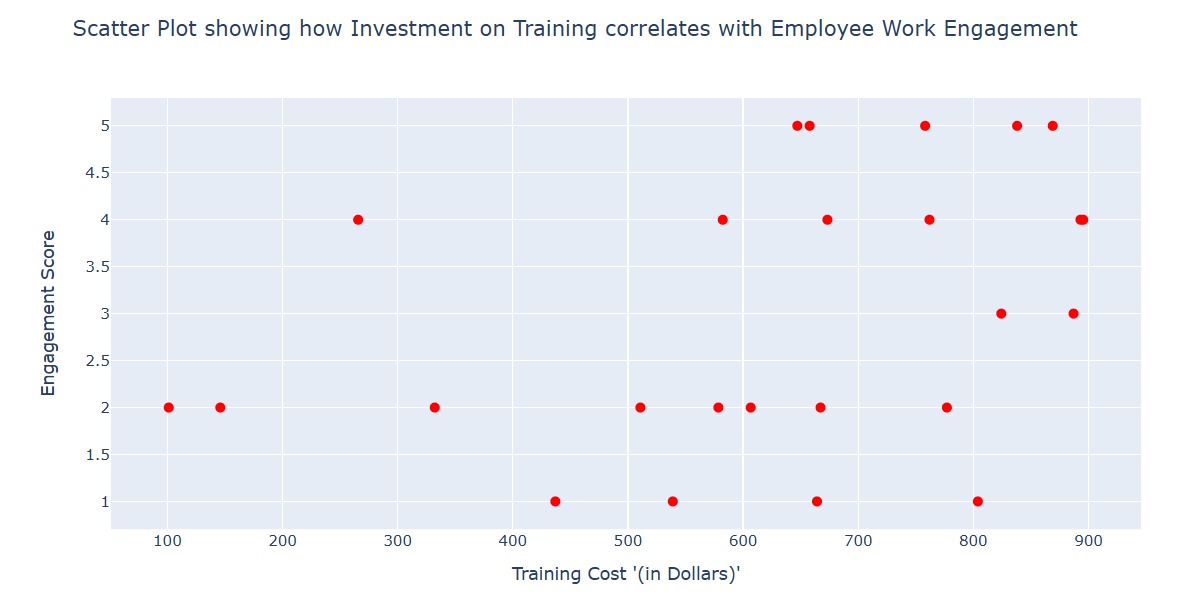 Scatter Plot showing how Investment on Training correlates with Employee Work Engagement
Engagement Score
5
4.5
4
3.5
3
2.5
2
1.5
1
100 200 300 400 500 600 700 800 900
Training Cost '(in Dollars)'